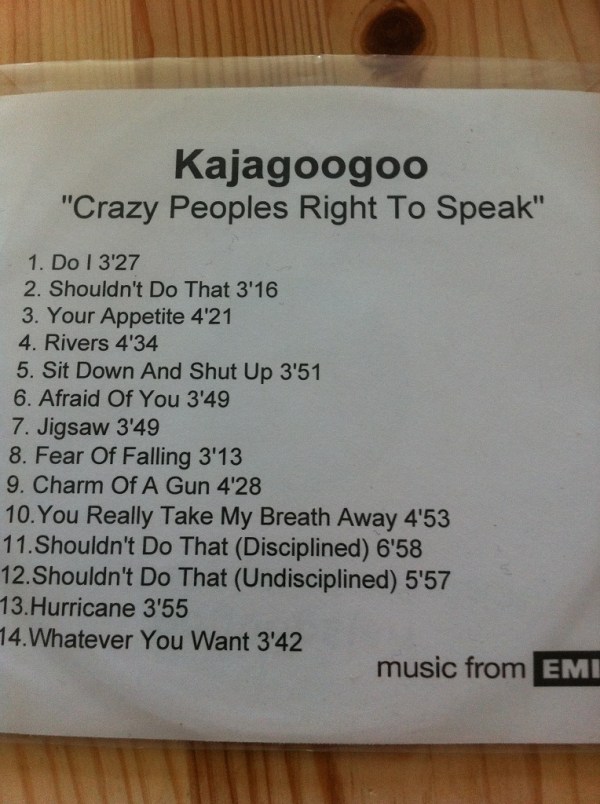 Kajagoogoo
"Crazy Peoples Right To Speak"
1. Do I 3'27
2. Shouldn't Do That 3'16
3. Your Appetite 4'21
4. Rivers 4'34
5. Sit Down And Shut Up 3'51
6. Afraid Of You 3'49
7. Jigsaw 3'49
8. Fear Of Falling 3'13
9. Charm Of A Gun 4'28
10.You Really Take My Breath Away 4'53
11.Shouldn't Do That (Disciplined) 6'58
12.Shouldn't Do That (Undisciplined) 5'57
13.Hurricane 3'55
14.Whatever You Want 3'42
music from EMI